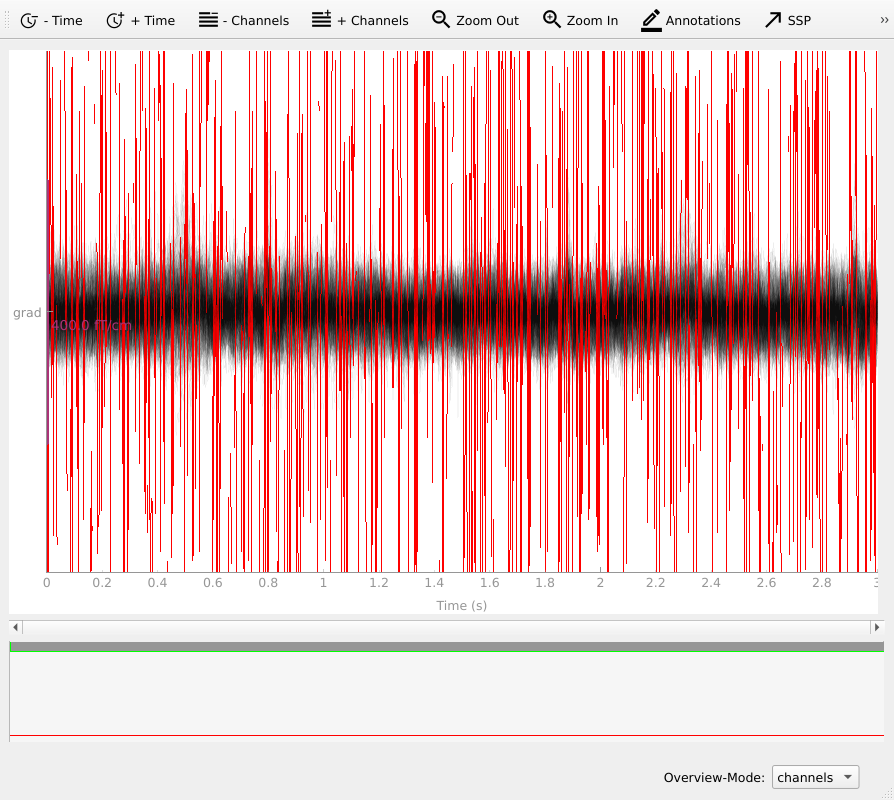 - Time + Time - Channels + Channels Zoom Out Zoom In Annotations SSP »
grad
400.0 fT/cm
0 0.2 0.4 0.6 0.8 1 1.2 1.4 1.6 1.8 2 2.2 2.4 2.6 2.8 3
Time (s)
Overview-Mode: channels